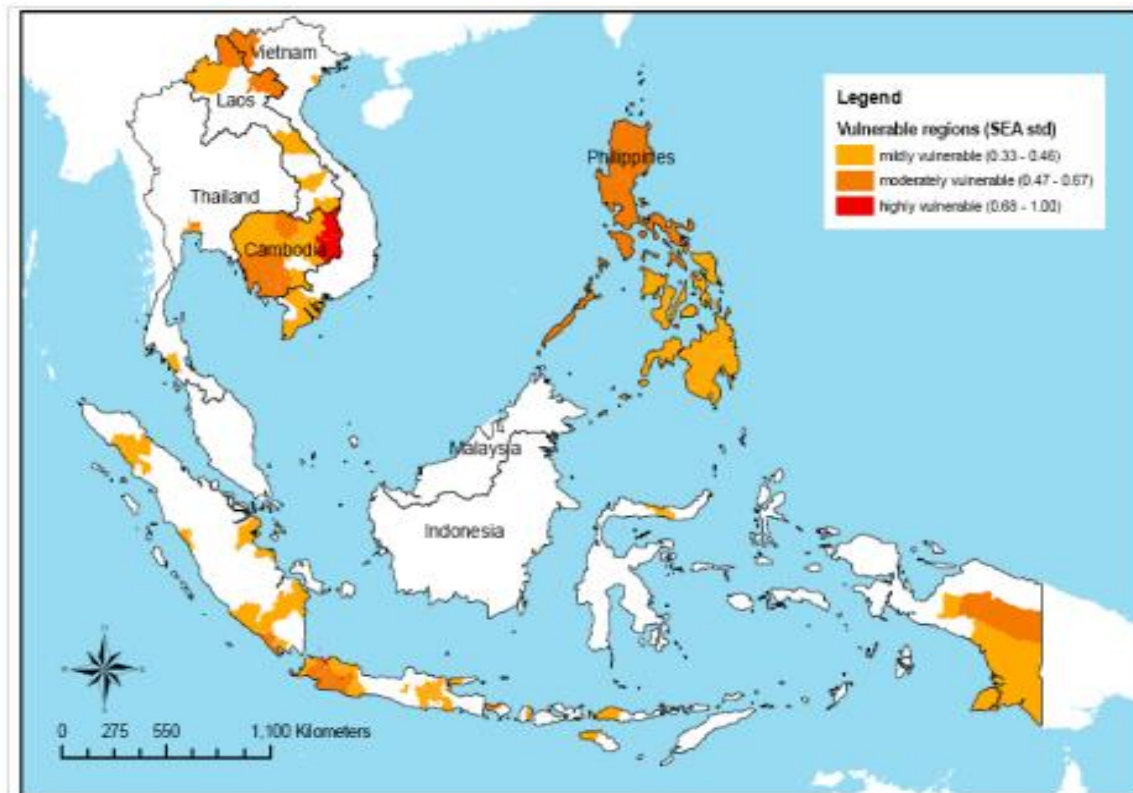 Vietnam
Laos
Thailand
Cambodia
Philippines
Malaysia
Indonesia
Legend
Vulnerable regions (SEA std)
mildly vulnerable (0.33 - 0.46)
moderately vulnerable (0.47 - 0.67)
highly vulnerable (0.68 - 1.00)
0 275 550 1,100 Kilometers